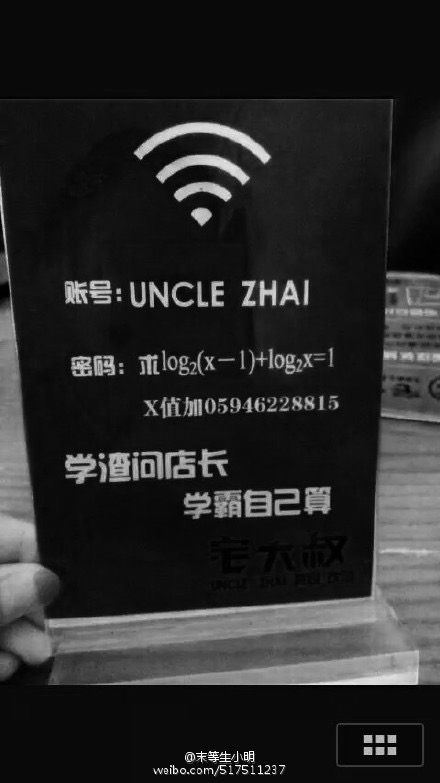 账号: UNCLE ZHAI
密码: 求log₂(x-1)+log₂x=1
X值加05946228815
学渣问店长
学霸自己算
宅大叔
@末等生小明
weibo.com/517511237